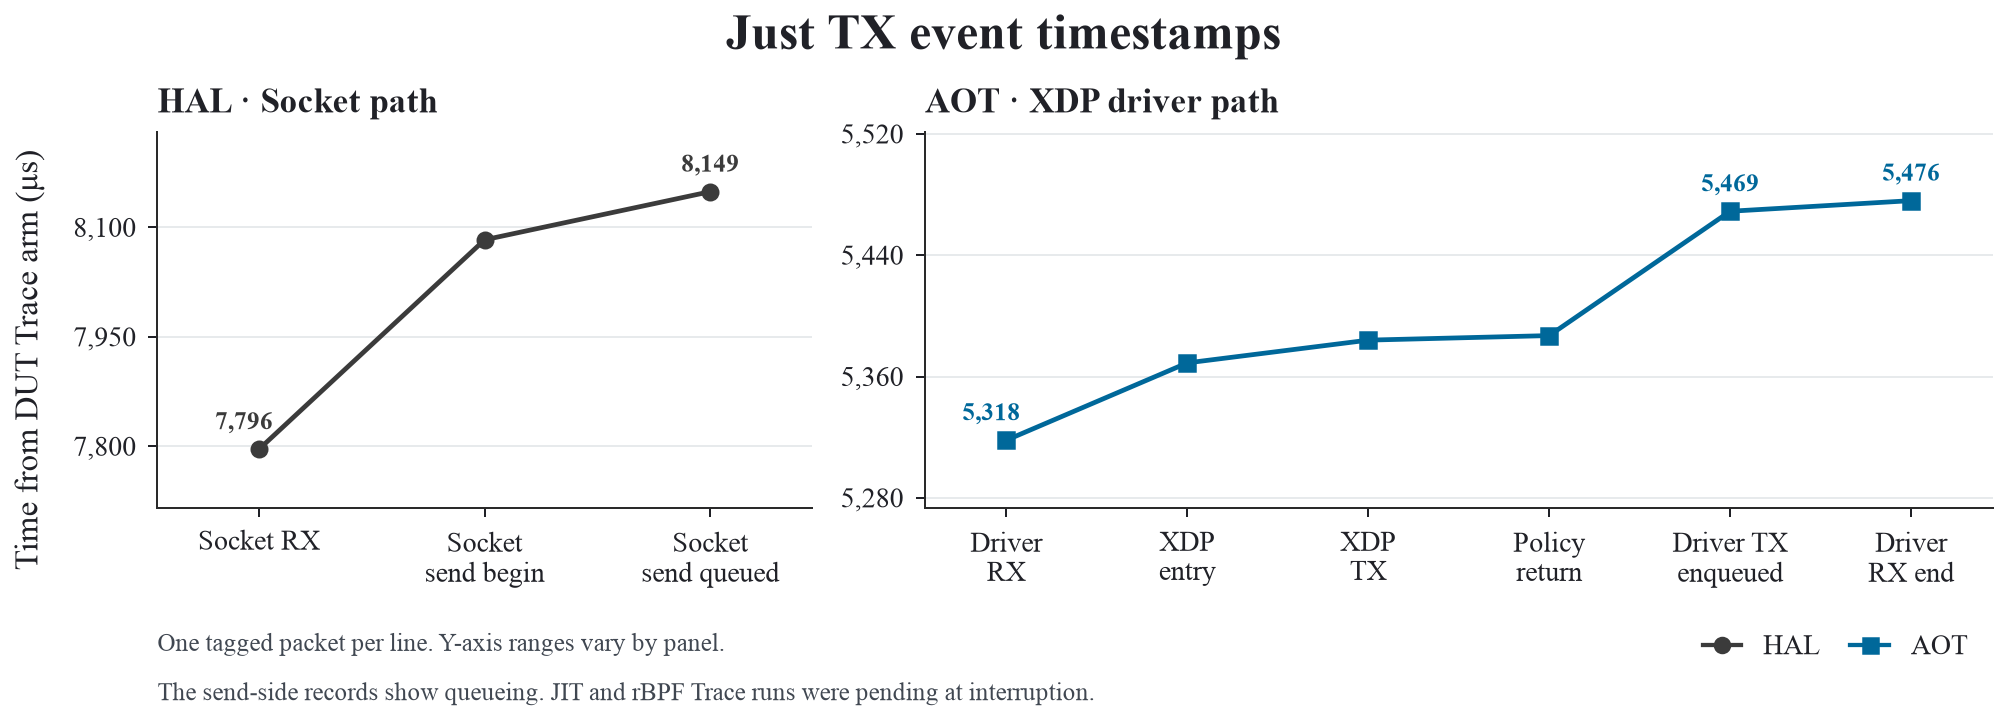 Just TX event timestamps
HAL · Socket path
Time from DUT Trace arm (µs)
8,100
7,950
7,800
7,796
8,149
Socket RX
Socket
send begin
Socket
send queued
AOT · XDP driver path
5,520
5,440
5,360
5,280
5,318
5,469
5,476
Driver
RX
XDP
entry
XDP
TX
Policy
return
Driver TX
enqueued
Driver
RX end
One tagged packet per line. Y-axis ranges vary by panel.
HAL
AOT
The send-side records show queueing. JIT and rBPF Trace runs were pending at interruption.